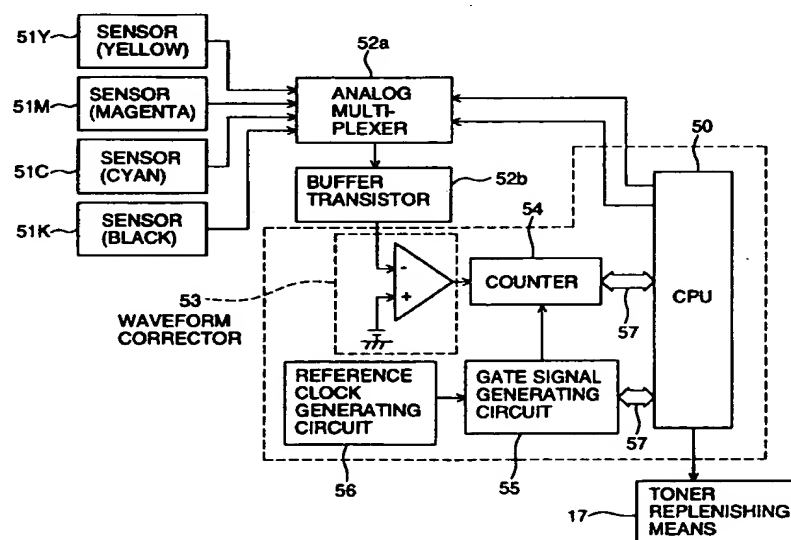 51Y
SENSOR
(YELLOW)
51M
SENSOR
(MAGENTA)
51C
SENSOR
(CYAN)
51K
SENSOR
(BLACK)
52a
ANALOG
MULTI-
PLEXER
BUFFER
TRANSISTOR
52b
50
CPU
53
WAVEFORM
CORRECTOR
-
+
54
COUNTER
57
REFERENCE
CLOCK
GENERATING
CIRCUIT
56
GATE SIGNAL
GENERATING
CIRCUIT
55
57
17
TONER
REPLENISHING
MEANS